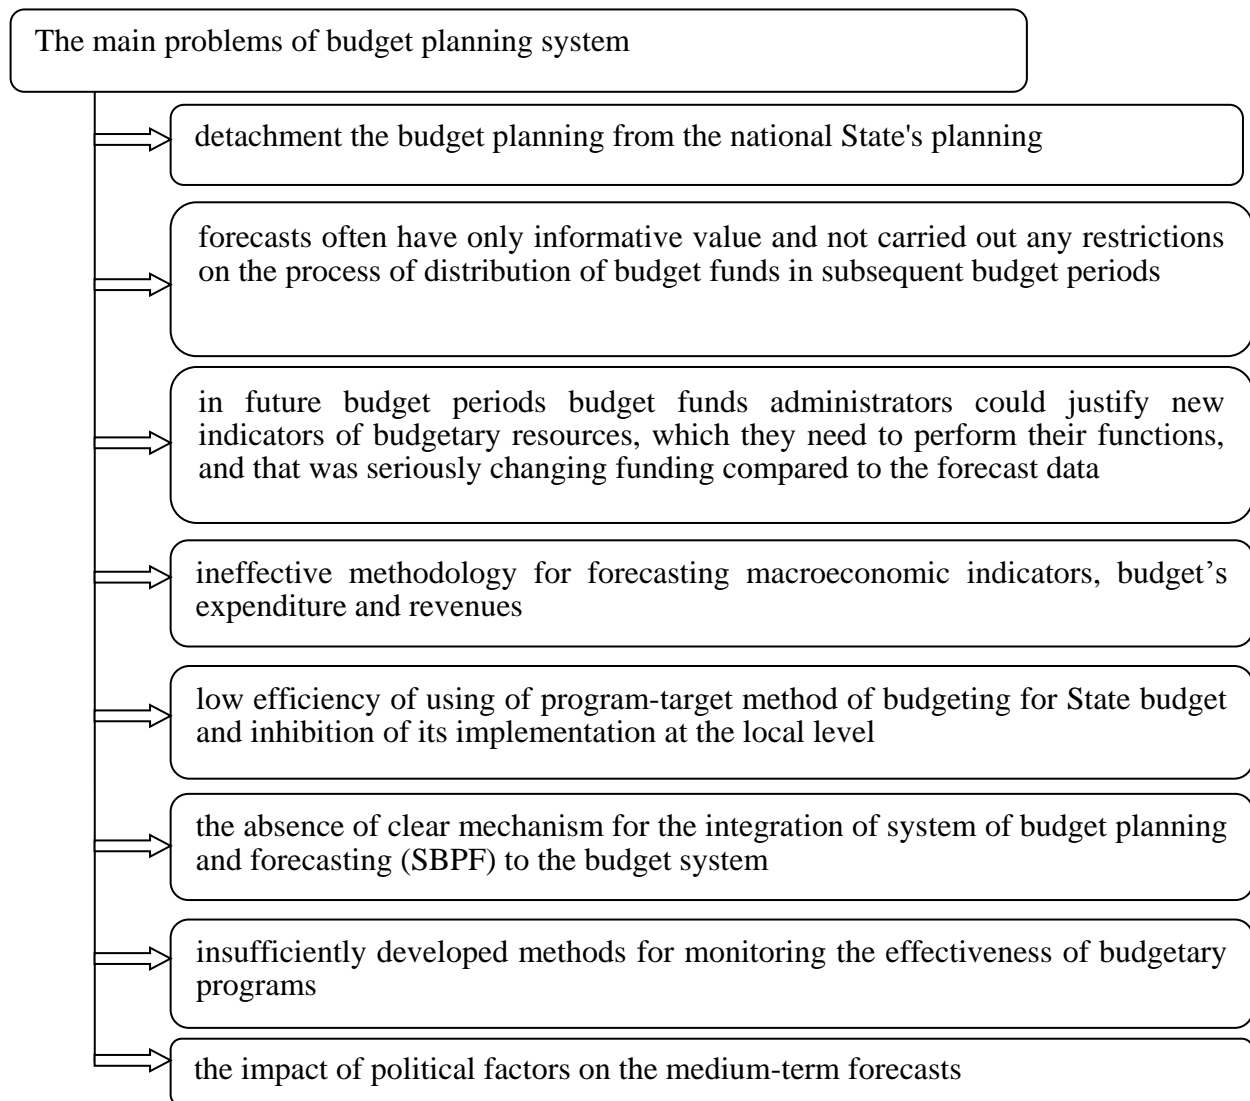 The main problems of budget planning system
detachment the budget planning from the national State's planning
forecasts often have only informative value and not carried out any restrictions
on the process of distribution of budget funds in subsequent budget periods
in future budget periods budget funds administrators could justify new
indicators of budgetary resources, which they need to perform their functions,
and that was seriously changing funding compared to the forecast data
ineffective methodology for forecasting macroeconomic indicators, budget’s
expenditure and revenues
low efficiency of using of program-target method of budgeting for State budget
and inhibition of its implementation at the local level
the absence of clear mechanism for the integration of system of budget planning
and forecasting (SBPF) to the budget system
insufficiently developed methods for monitoring the effectiveness of budgetary
programs
the impact of political factors on the medium-term forecasts